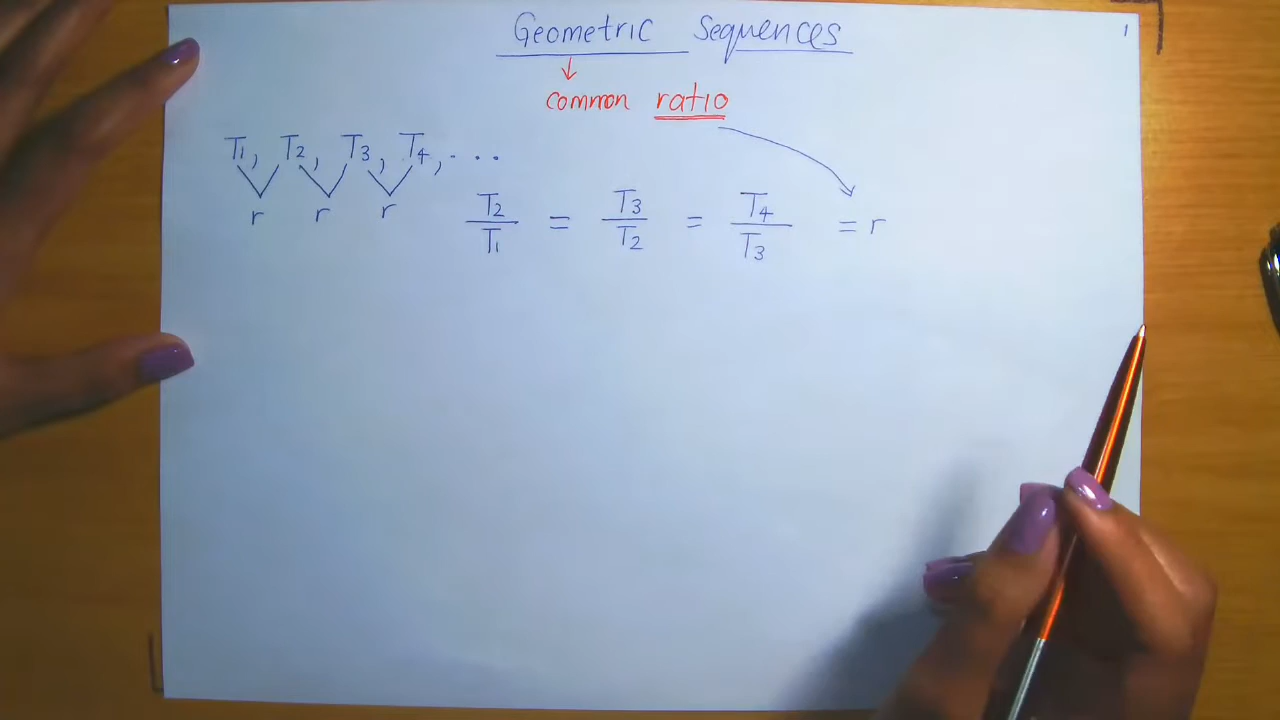 Geometric Sequences
1
common ratio
T1, T2, T3, T4, ...
r r r
T2/T1 = T3/T2 = T4/T3 = r